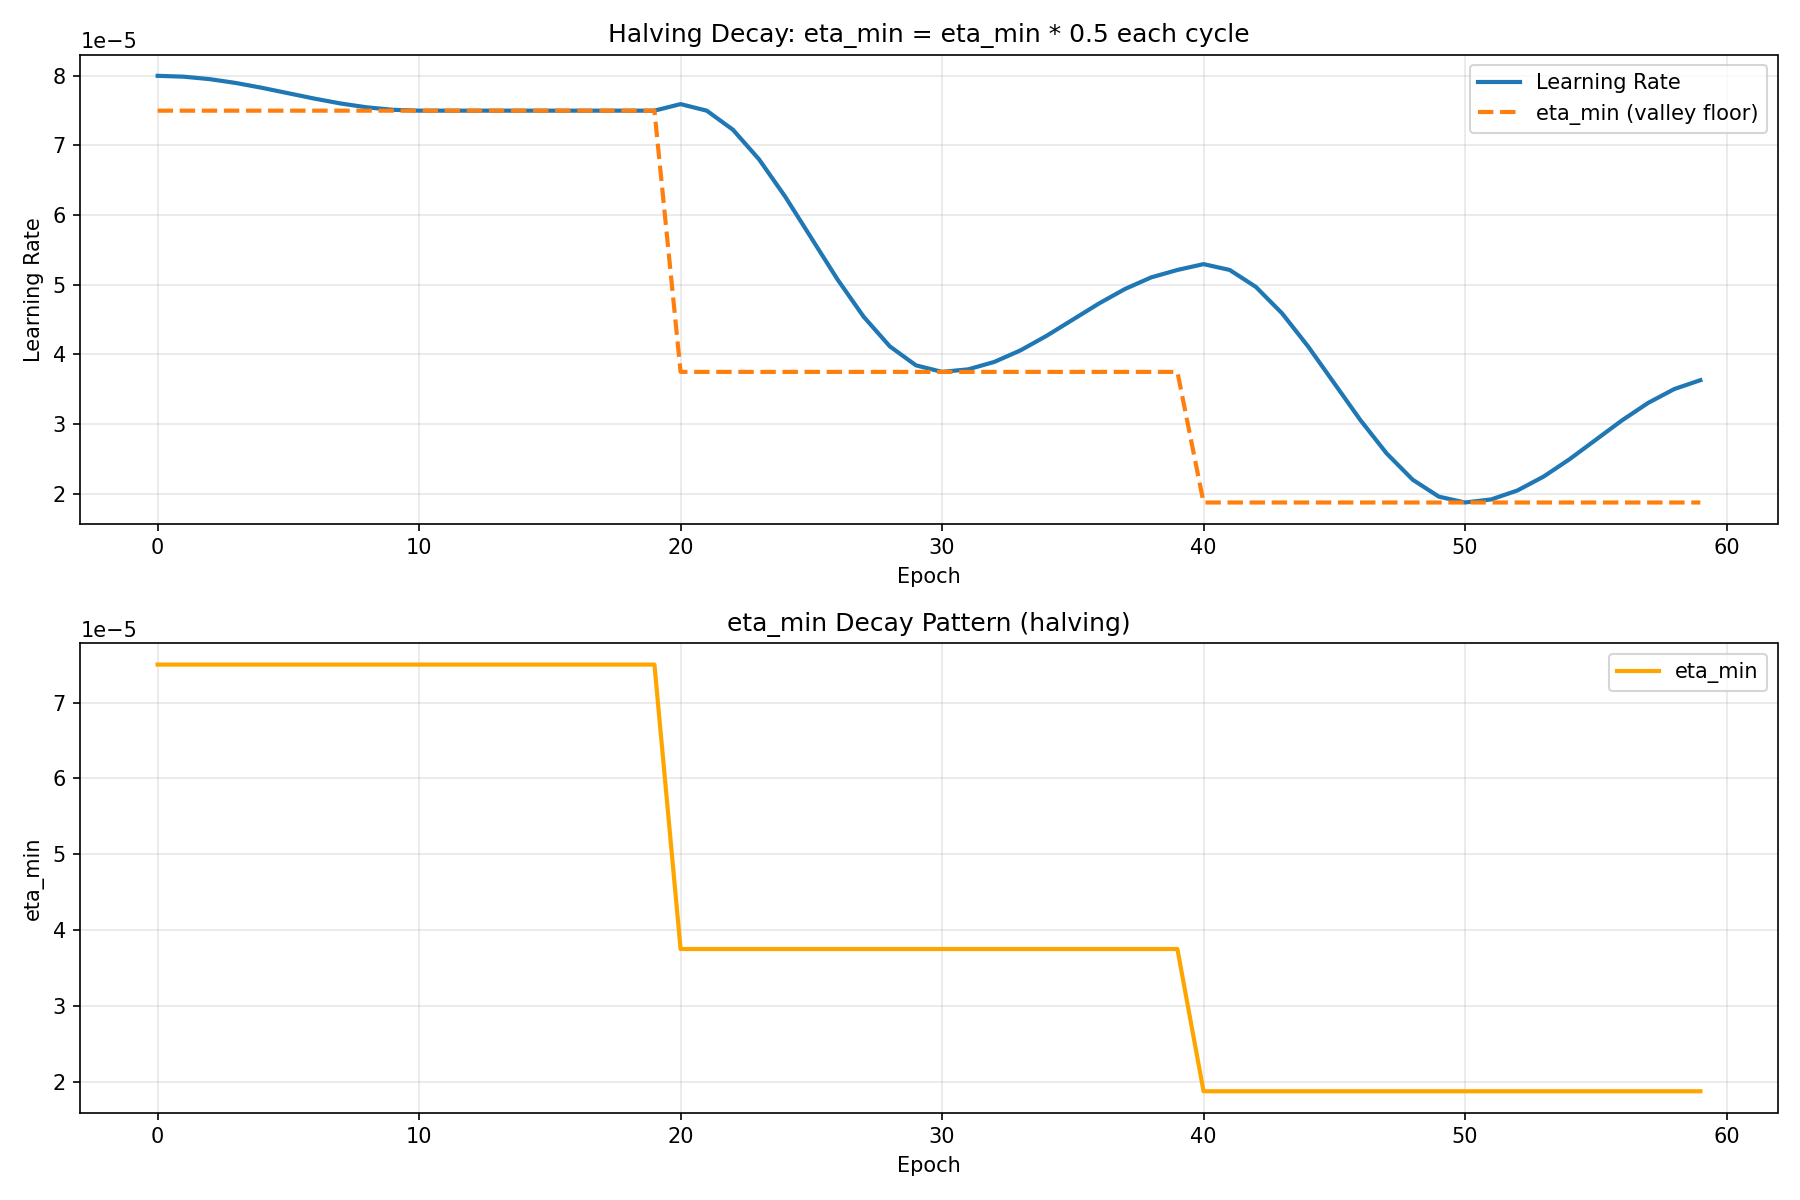 Halving Decay: eta_min = eta_min * 0.5 each cycle
1e−5
8
7
6
5
4
3
2
Learning Rate
Learning Rate
eta_min (valley floor)
0 10 20 30 40 50 60
Epoch
eta_min Decay Pattern (halving)
1e−5
7
6
5
4
3
2
eta_min
eta_min
0 10 20 30 40 50 60
Epoch